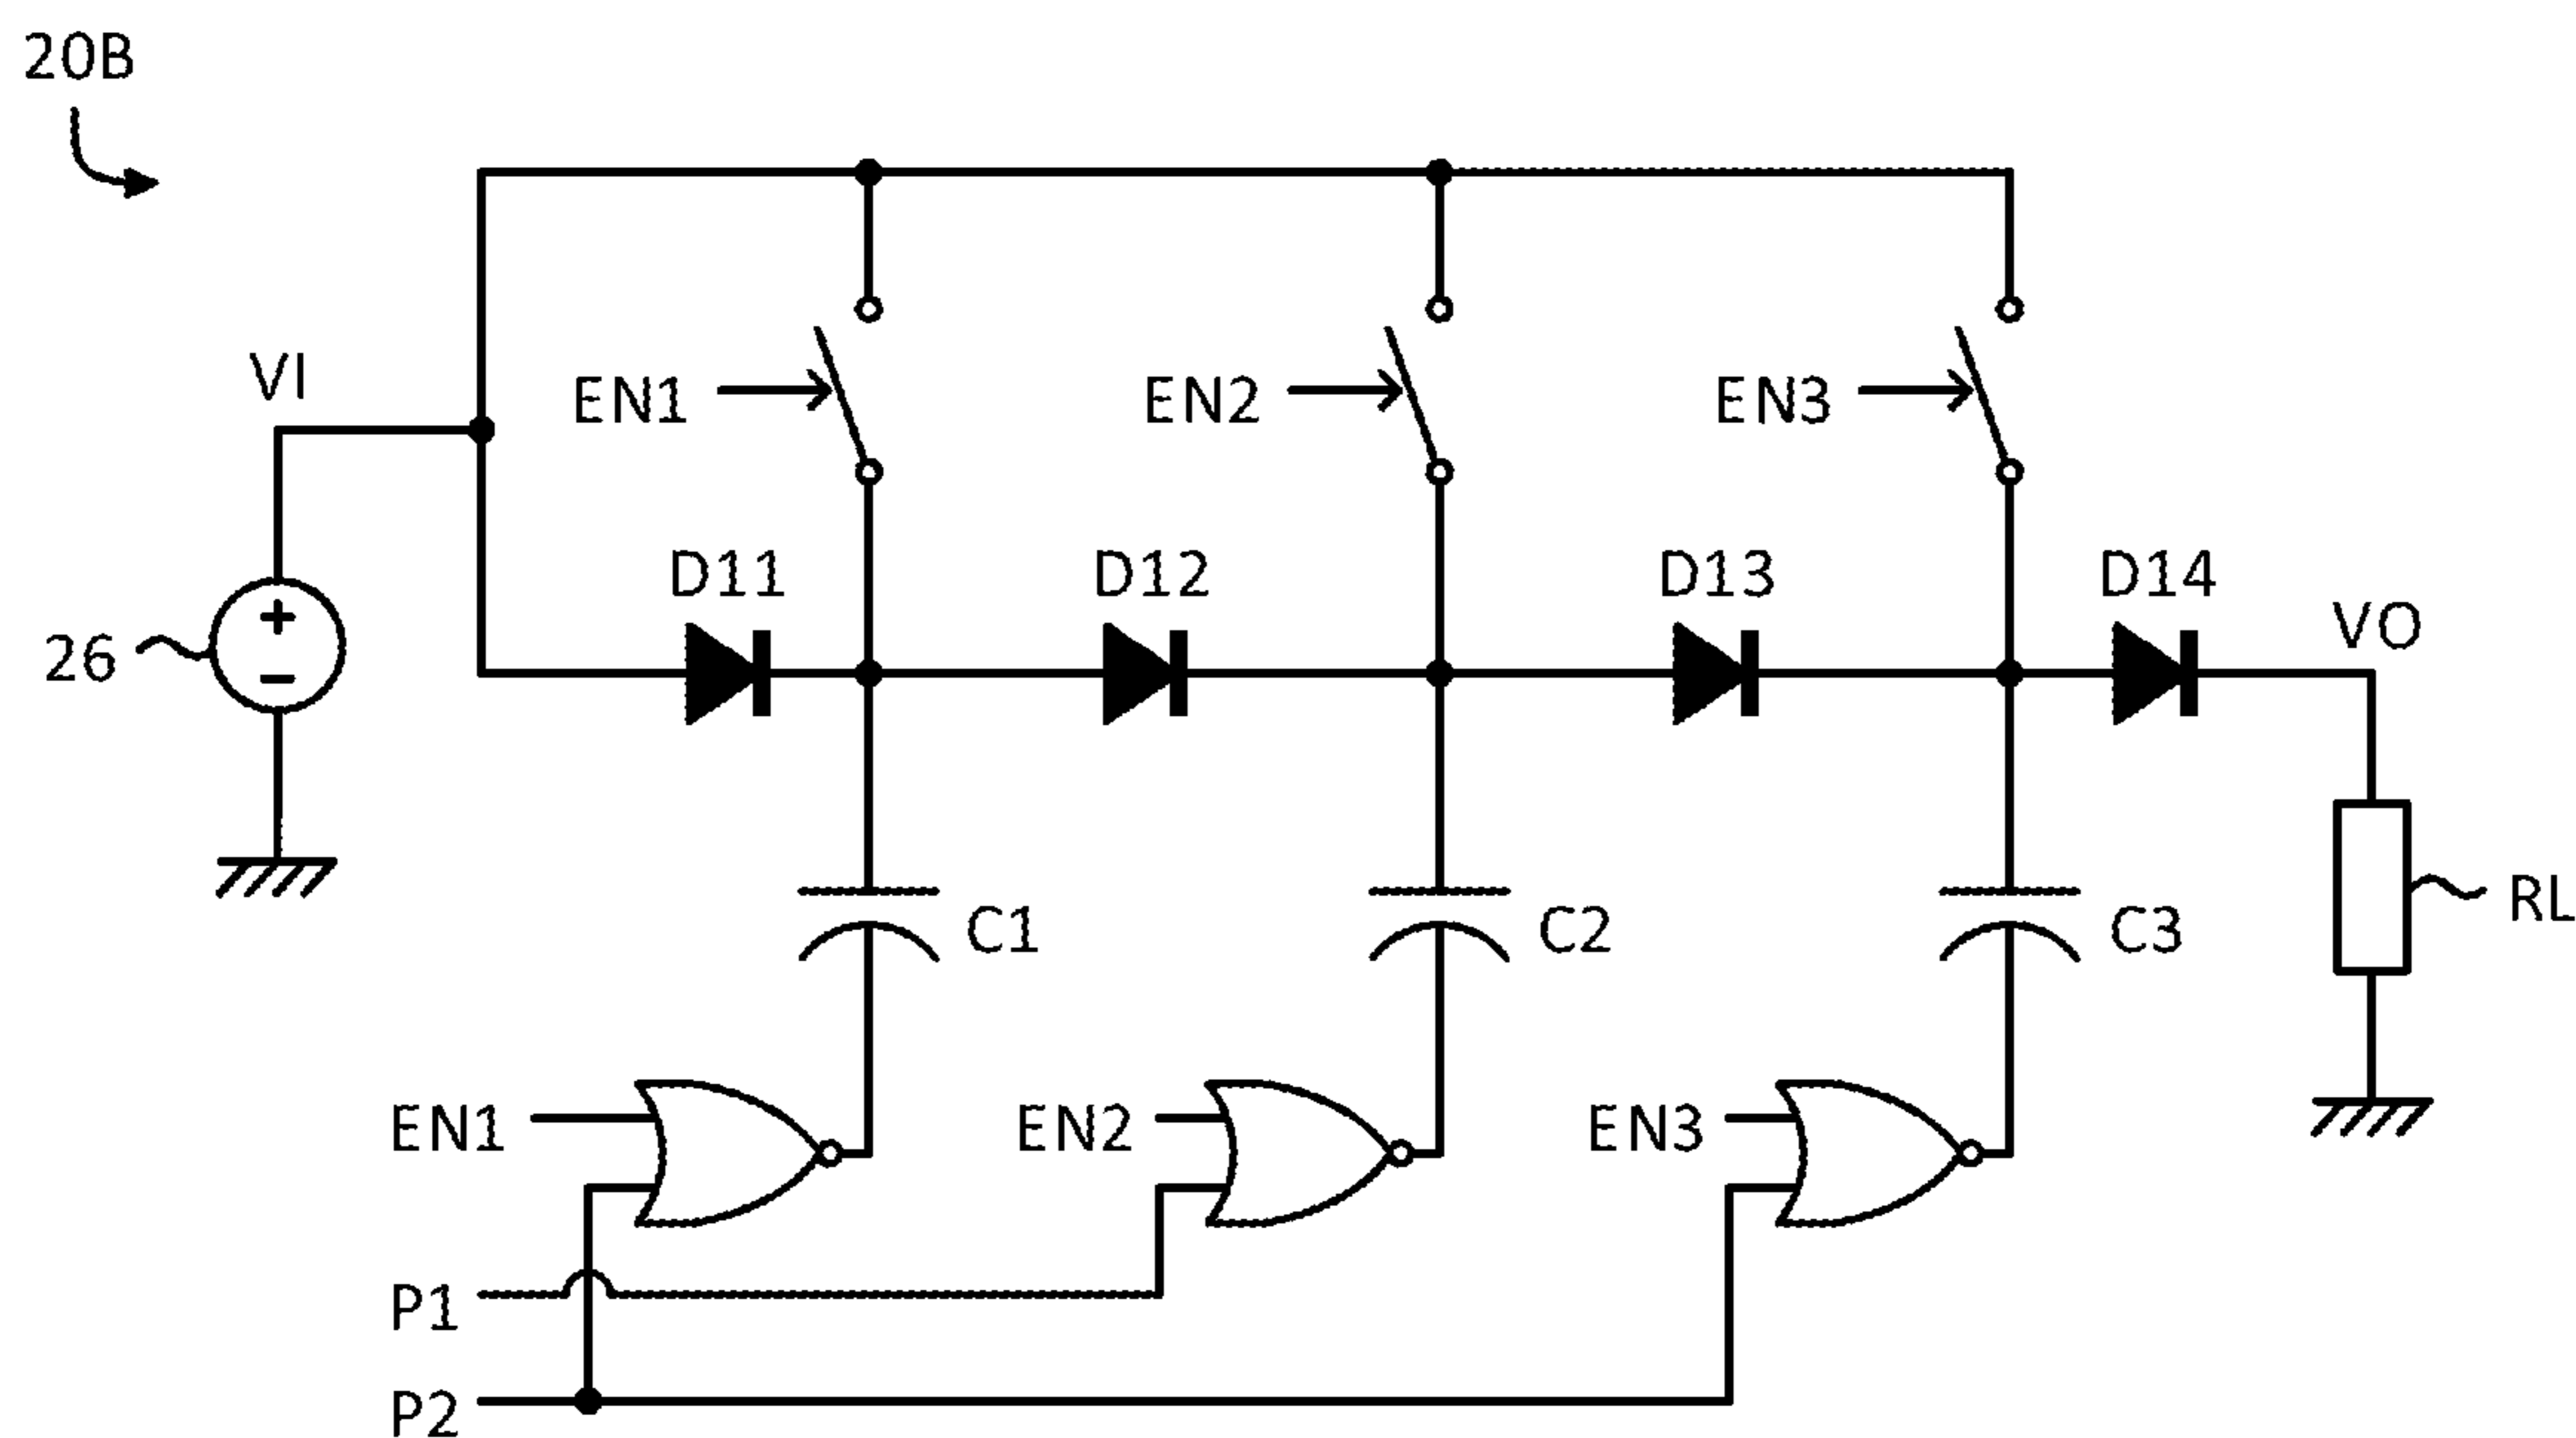 20B
VI
EN1
EN2
EN3
D11
D12
D13
D14
VO
+
−
26
C1
C2
C3
RL
EN1
EN2
EN3
P1
P2